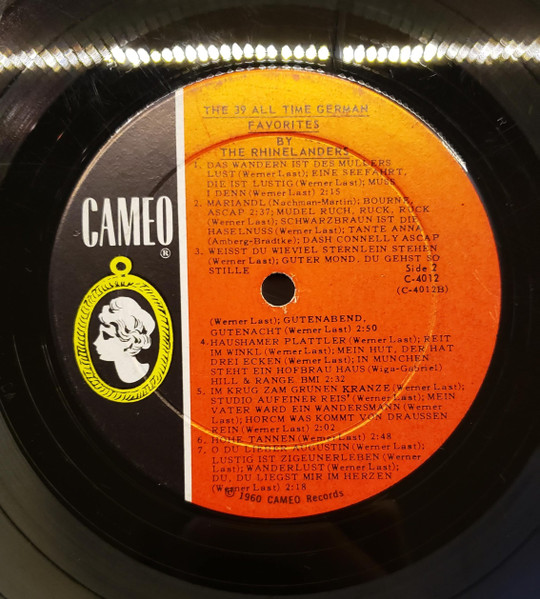 THE 39 ALL TIME GERMAN
FAVORITES
BY
THE RHINELANDERS
1. DAS WANDERN IST DES MULLERS
LUST (Werner Last); EINE SEEFAHRT,
DIE IST LUSTIG (Werner Last); MUSS
I DENN (Werner Last) 2:15
2. MARIANDL (Nachman-Martin); BOURNE,
ASCAP 2:37; MUDEL RUCH, RUCK, RUCK
(Werner Last); SCHWARZBRAUN IST DIE
HASELNUSS (Werner Last); TANTE ANNA
(Amberg-Bradtke); DASH CONNELLY ASCAP
3. WEISST DU WIEVIEL STERNLEIN STEHEN
(Werner Last); GUTER MOND, DU GEHST SO
STILLE
Side 2
C-4012
(C-4012B)
CAMEO
®
(Werner Last); GUTENABEND,
GUTENACHT (Werner Last) 2:50
4. HAUSHAMER PLATTLER (Werner Last); REIT
IM WINKL (Werner Last); MEIN HUT, DER HAT
DREI ECKEN (Werner Last); IN MUNCHEN
STEHT EIN HOFBRAU HAUS (Wiga-Gabriel)
HILL & RANGE BMI 2:32
5. IM KRUG ZAM GRUNEN KRANZE (Werner Last);
STUDIO AUFEINER REIS' (Werner Last); MEIN
VATER WARD EIN WANDERSMANN (Werner
Last); HORCM WAS KOMMT VON DRAUSSEN
REIN (Werner Last) 2:02
6. HOHE TANNEN (Werner Last) 2:48
7. O DU LIEBER AUGUSTIN (Werner Last);
LUSTIG IST ZIGEUNERLEBEN (Werner
Last); WANDERLUST (Werner Last);
DU, DU LIEGST MIR IM HERZEN
(Werner Last) 2:18
© 1960 CAMEO Records